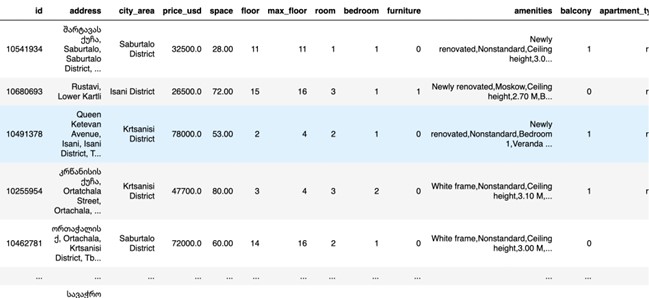 id address city_area price_usd space floor max_floor room bedroom furniture amenities balcony apartment_ty
შარტავას
ქუჩა,
Saburtalo,
Saburtalo
District, ...
10541934 Saburtalo District 32500.0 28.00 11 11 1 1 0 Newly renovated,Nonstandard,Ceiling height,3.0... 1 r
10680693 Rustavi, Lower Kartli Isani District 26500.0 72.00 15 16 3 1 1 Newly renovated,Moskow,Ceiling height,2.70 M,B... 0 r
Queen
Ketevan
Avenue,
Isani, Isani
District, T...
10491378 Krtsanisi District 78000.0 53.00 2 4 2 1 0 Newly renovated,Nonstandard,Bedroom 1,Veranda ... 1 r
კრწანისის
ქუჩა,
Ortatchala
Street,
Ortachala, ...
10255954 Krtsanisi District 47700.0 80.00 3 4 3 2 0 White frame,Nonstandard,Ceiling height,3.10 M,... 1 r
ორთაჭალის
ქ, Ortachala,
Krtsanisi
District, Tb...
10462781 Saburtalo District 72000.0 60.00 14 16 2 1 0 White frame,Nonstandard,Ceiling height,3.00 M,... 0
... ... ... ... ... ... ... ... ... ... ... ...
სავაჭრო